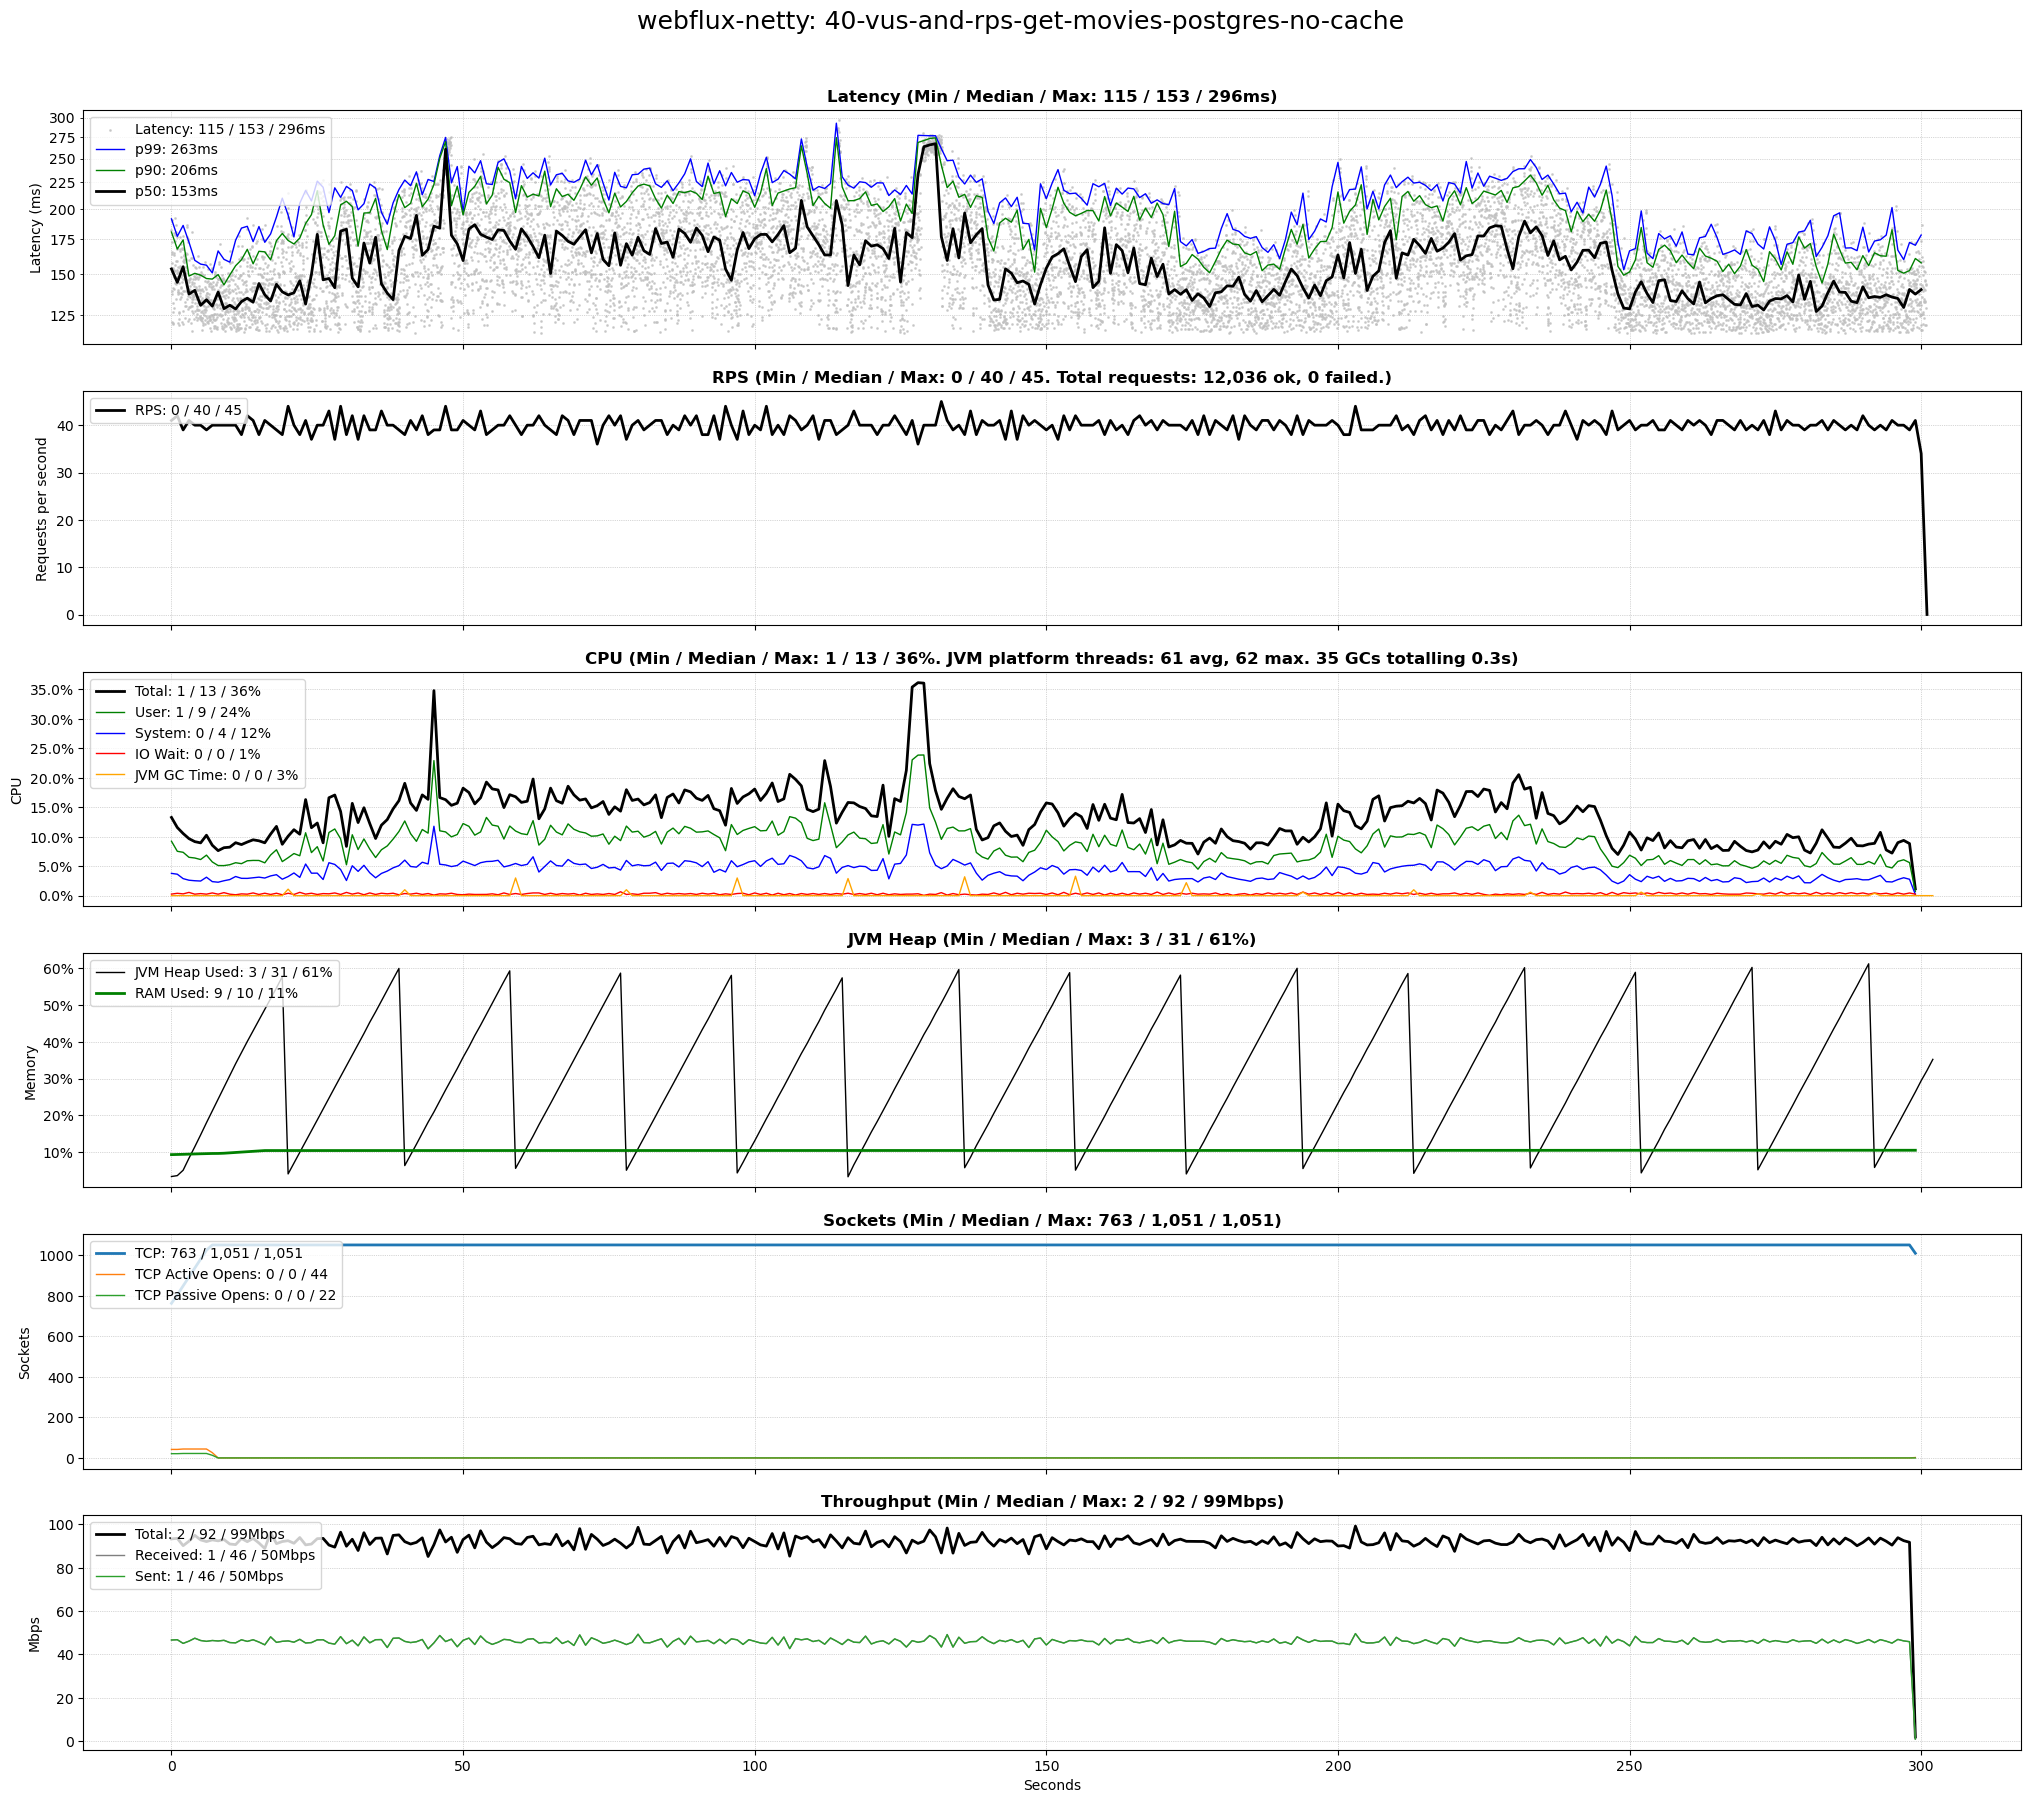 webflux-netty: 40-vus-and-rps-get-movies-postgres-no-cache
Latency (Min / Median / Max: 115 / 153 / 296ms)
Latency (ms)
300
275
250
225
200
175
150
125
Latency: 115 / 153 / 296ms
p99: 263ms
p90: 206ms
p50: 153ms
RPS (Min / Median / Max: 0 / 40 / 45. Total requests: 12,036 ok, 0 failed.)
Requests per second
40
30
20
10
0
RPS: 0 / 40 / 45
CPU (Min / Median / Max: 1 / 13 / 36%. JVM platform threads: 61 avg, 62 max. 35 GCs totalling 0.3s)
CPU
35.0%
30.0%
25.0%
20.0%
15.0%
10.0%
5.0%
0.0%
Total: 1 / 13 / 36%
User: 1 / 9 / 24%
System: 0 / 4 / 12%
IO Wait: 0 / 0 / 1%
JVM GC Time: 0 / 0 / 3%
JVM Heap (Min / Median / Max: 3 / 31 / 61%)
Memory
60%
50%
40%
30%
20%
10%
JVM Heap Used: 3 / 31 / 61%
RAM Used: 9 / 10 / 11%
Sockets (Min / Median / Max: 763 / 1,051 / 1,051)
Sockets
1000
800
600
400
200
0
TCP: 763 / 1,051 / 1,051
TCP Active Opens: 0 / 0 / 44
TCP Passive Opens: 0 / 0 / 22
Throughput (Min / Median / Max: 2 / 92 / 99Mbps)
Mbps
100
80
60
40
20
0
Total: 2 / 92 / 99Mbps
Received: 1 / 46 / 50Mbps
Sent: 1 / 46 / 50Mbps
0 50 100 150 200 250 300
Seconds